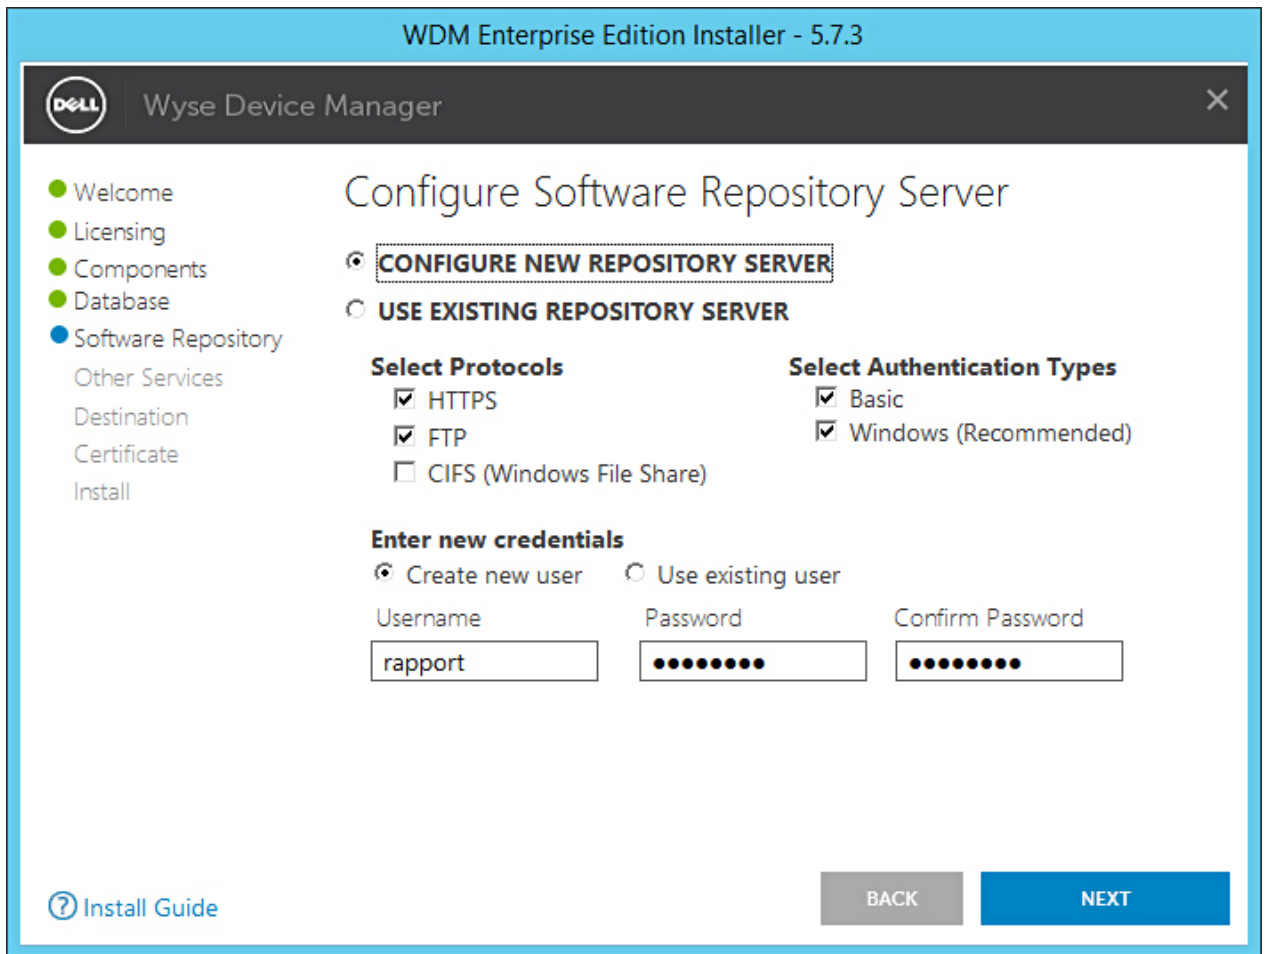 WDM Enterprise Edition Installer - 5.7.3
DELL
Wyse Device Manager
Welcome
Licensing
Components
Database
Software Repository
Other Services
Destination
Certificate
Install
Configure Software Repository Server
CONFIGURE NEW REPOSITORY SERVER
USE EXISTING REPOSITORY SERVER
Select Protocols
HTTPS
FTP
CIFS (Windows File Share)
Select Authentication Types
Basic
Windows (Recommended)
Enter new credentials
Create new user
Use existing user
Username
Password
Confirm Password
rapport
●●●●●●●●
●●●●●●●●
? Install Guide
BACK
NEXT